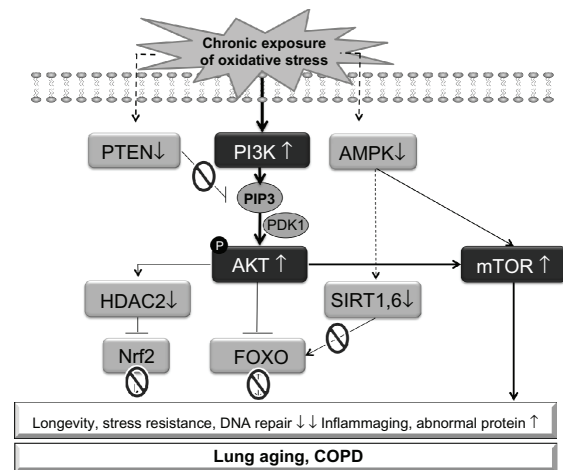 Chronic exposure
of oxidative stress
PTEN↓
PI3K ↑
AMPK↓
PIP3
PDK1
P
AKT ↑
mTOR ↑
HDAC2↓
SIRT1,6↓
Nrf2
FOXO
Longevity, stress resistance, DNA repair ↓↓ Inflammaging, abnormal protein ↑
Lung aging, COPD